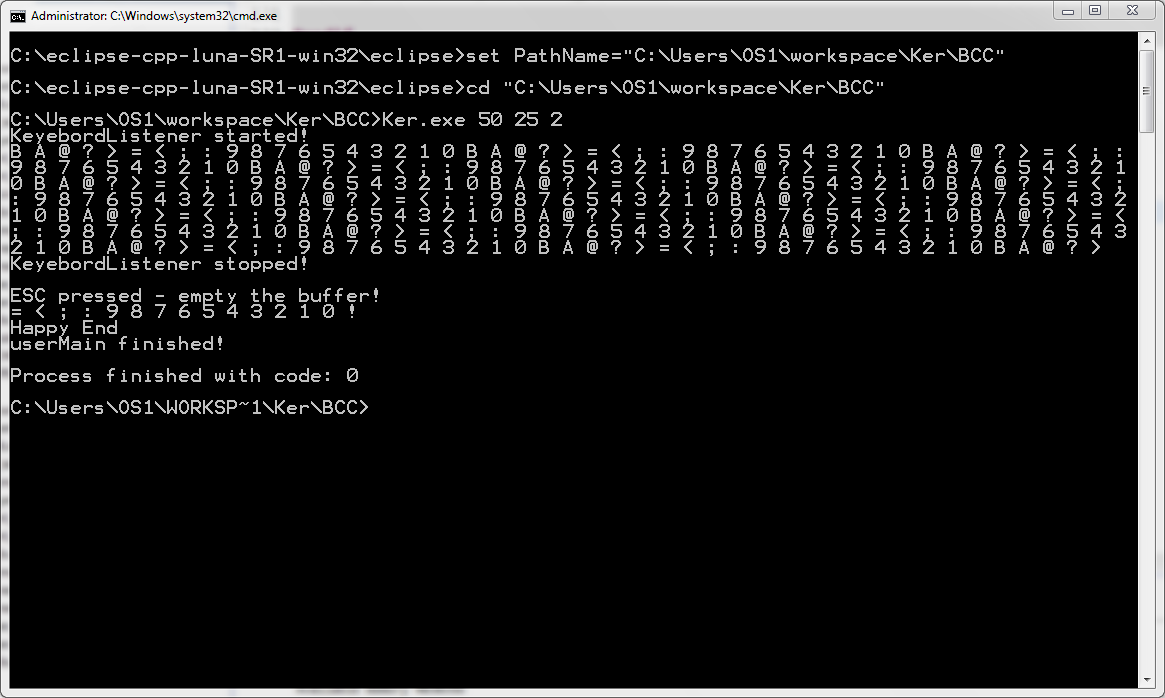 Administrator: C:\Windows\system32\cmd.exe
C:\eclipse-cpp-luna-SR1-win32\eclipse>set PathName="C:\Users\OS1\workspace\Ker\BCC"
C:\eclipse-cpp-luna-SR1-win32\eclipse>cd "C:\Users\OS1\workspace\Ker\BCC"
C:\Users\OS1\workspace\Ker\BCC>Ker.exe 50 25 2
KeyebordListener started!
B A @ ? > = < ; : 9 8 7 6 5 4 3 2 1 0 B A @ ? > = < ; : 9 8 7 6 5 4 3 2 1 0 B A @ ? > = < ; :
9 8 7 6 5 4 3 2 1 0 B A @ ? > = < ; : 9 8 7 6 5 4 3 2 1 0 B A @ ? > = < ; : 9 8 7 6 5 4 3 2 1
0 B A @ ? > = < ; : 9 8 7 6 5 4 3 2 1 0 B A @ ? > = < ; : 9 8 7 6 5 4 3 2 1 0 B A @ ? > = < ;
: 9 8 7 6 5 4 3 2 1 0 B A @ ? > = < ; : 9 8 7 6 5 4 3 2 1 0 B A @ ? > = < ; : 9 8 7 6 5 4 3 2
1 0 B A @ ? > = < ; : 9 8 7 6 5 4 3 2 1 0 B A @ ? > = < ; : 9 8 7 6 5 4 3 2 1 0 B A @ ? > = <
; : 9 8 7 6 5 4 3 2 1 0 B A @ ? > = < ; : 9 8 7 6 5 4 3 2 1 0 B A @ ? > = < ; : 9 8 7 6 5 4 3
2 1 0 B A @ ? > = < ; : 9 8 7 6 5 4 3 2 1 0 B A @ ? > = < ; : 9 8 7 6 5 4 3 2 1 0 B A @ ? >
KeyebordListener stopped!
ESC pressed - empty the buffer!
= < ; : 9 8 7 6 5 4 3 2 1 0 !
Happy End
userMain finished!
Process finished with code: 0
C:\Users\OS1\WORKSP~1\Ker\BCC>